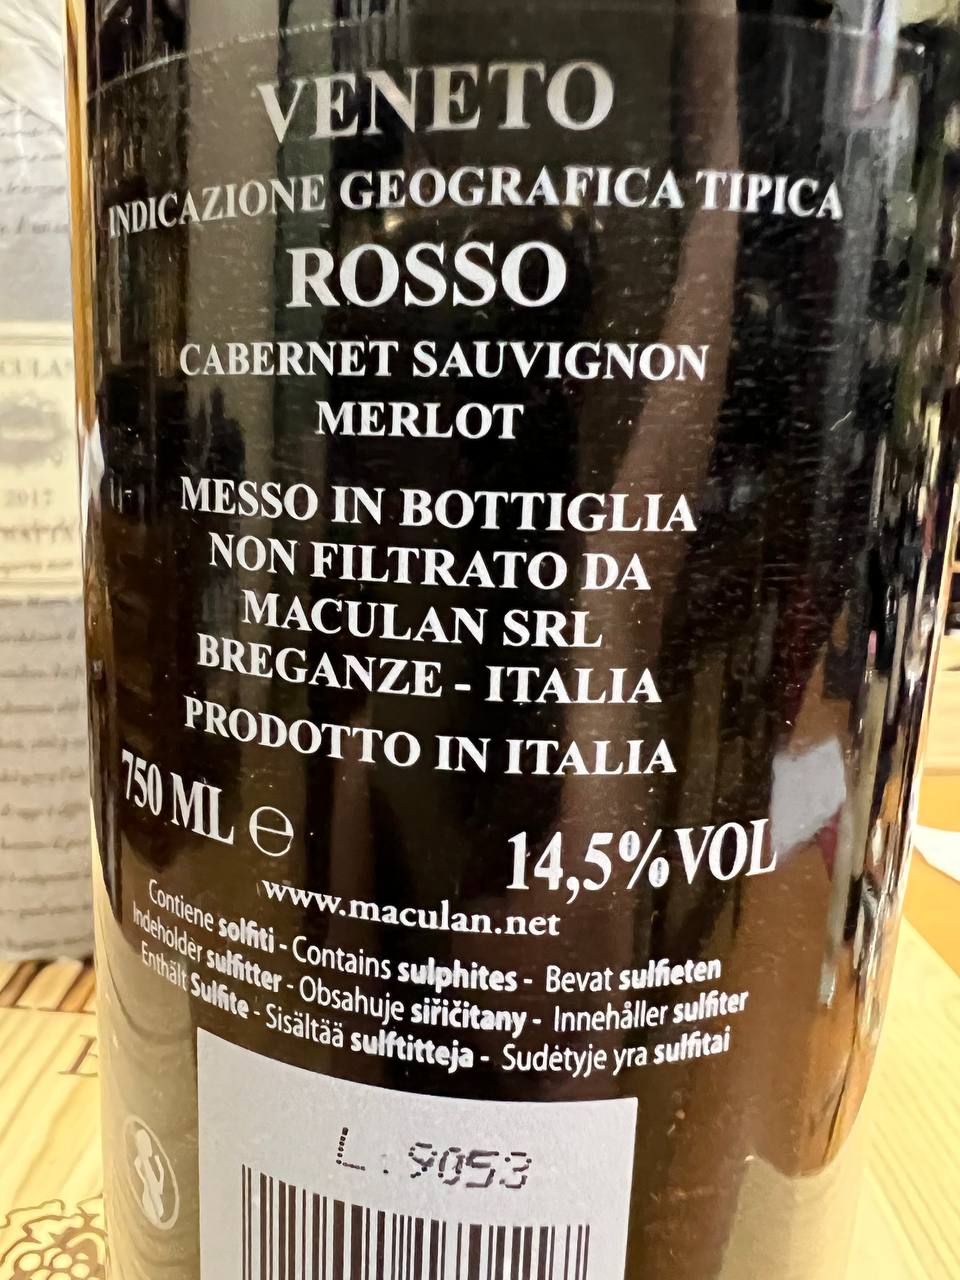 VENETO
INDICAZIONE GEOGRAFICA TIPICA
ROSSO
CABERNET SAUVIGNON
MERLOT
MESSO IN BOTTIGLIA
NON FILTRATO DA
MACULAN SRL
BREGANZE - ITALIA
PRODOTTO IN ITALIA
750 ML ℮
14,5% VOL
www.maculan.net
Contiene solfiti - Contains sulphites - Bevat sulfieten
Indeholder sulfitter - Obsahuje siřičitany - Innehåller sulfiter
Enthält Sulfite - Sisältää sulftitteja - Sudėtyje yra sulfitai
L. 9053
2017